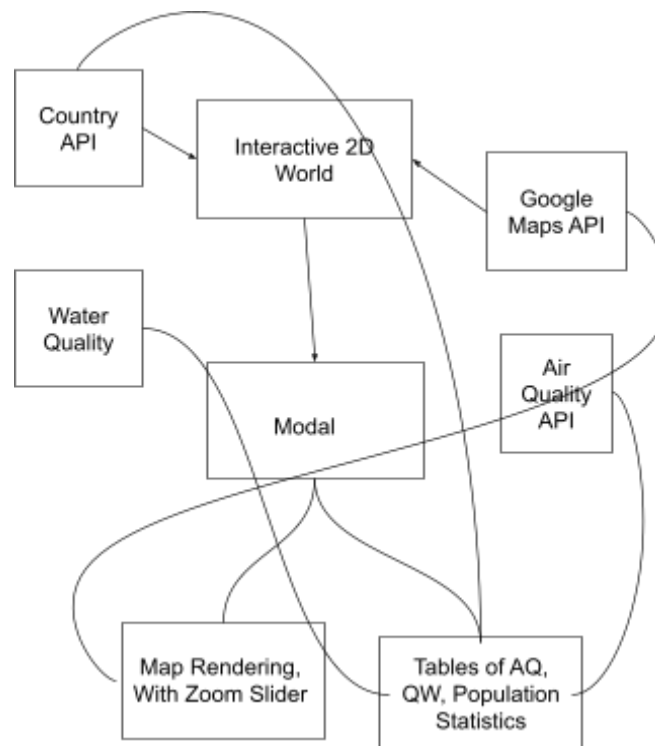 Country
API
Interactive 2D
World
Google
Maps API
Water
Quality
Air
Quality
API
Modal
Map Rendering,
With Zoom Slider
Tables of AQ,
QW, Population
Statistics